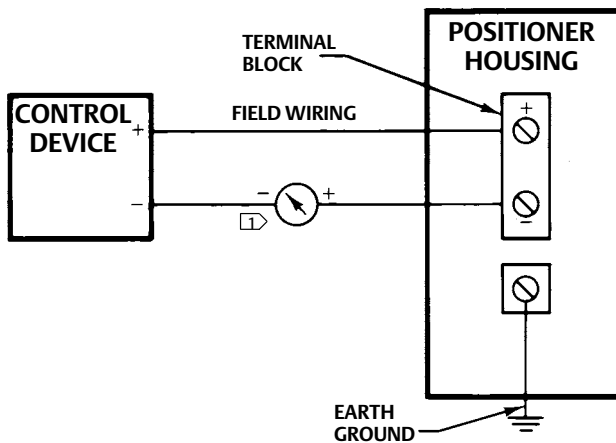 POSITIONER
HOUSING
TERMINAL
BLOCK
CONTROL
DEVICE
FIELD WIRING
+
+
−
−
+
−
1
EARTH
GROUND